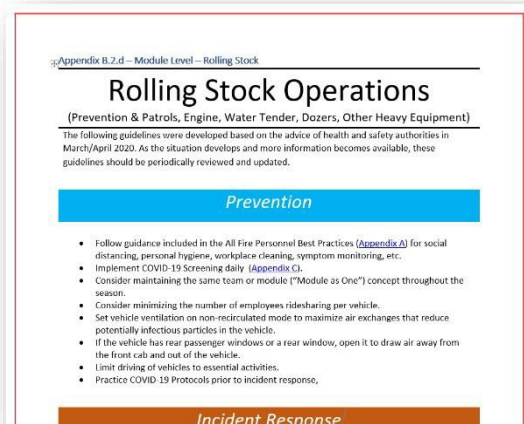 Appendix B.2.d – Module Level – Rolling Stock
Rolling Stock Operations
(Prevention & Patrols, Engine, Water Tender, Dozers, Other Heavy Equipment)
The following guidelines were developed based on the advice of health and safety authorities in
March/April 2020. As the situation develops and more information becomes available, these
guidelines should be periodically reviewed and updated.
Prevention
• Follow guidance included in the All Fire Personnel Best Practices (Appendix A) for social
distancing, personal hygiene, workplace cleaning, symptom monitoring, etc.
• Implement COVID-19 Screening daily (Appendix C).
• Consider maintaining the same team or module ("Module as One") concept throughout the
season.
• Consider minimizing the number of employees ridesharing per vehicle.
• Set vehicle ventilation on non-recirculated mode to maximize air exchanges that reduce
potentially infectious particles in the vehicle.
• If the vehicle has rear passenger windows or a rear window, open it to draw air away from
the front cab and out of the vehicle.
• Limit driving of vehicles to essential activities.
• Practice COVID-19 Protocols prior to incident response,
Incident Response